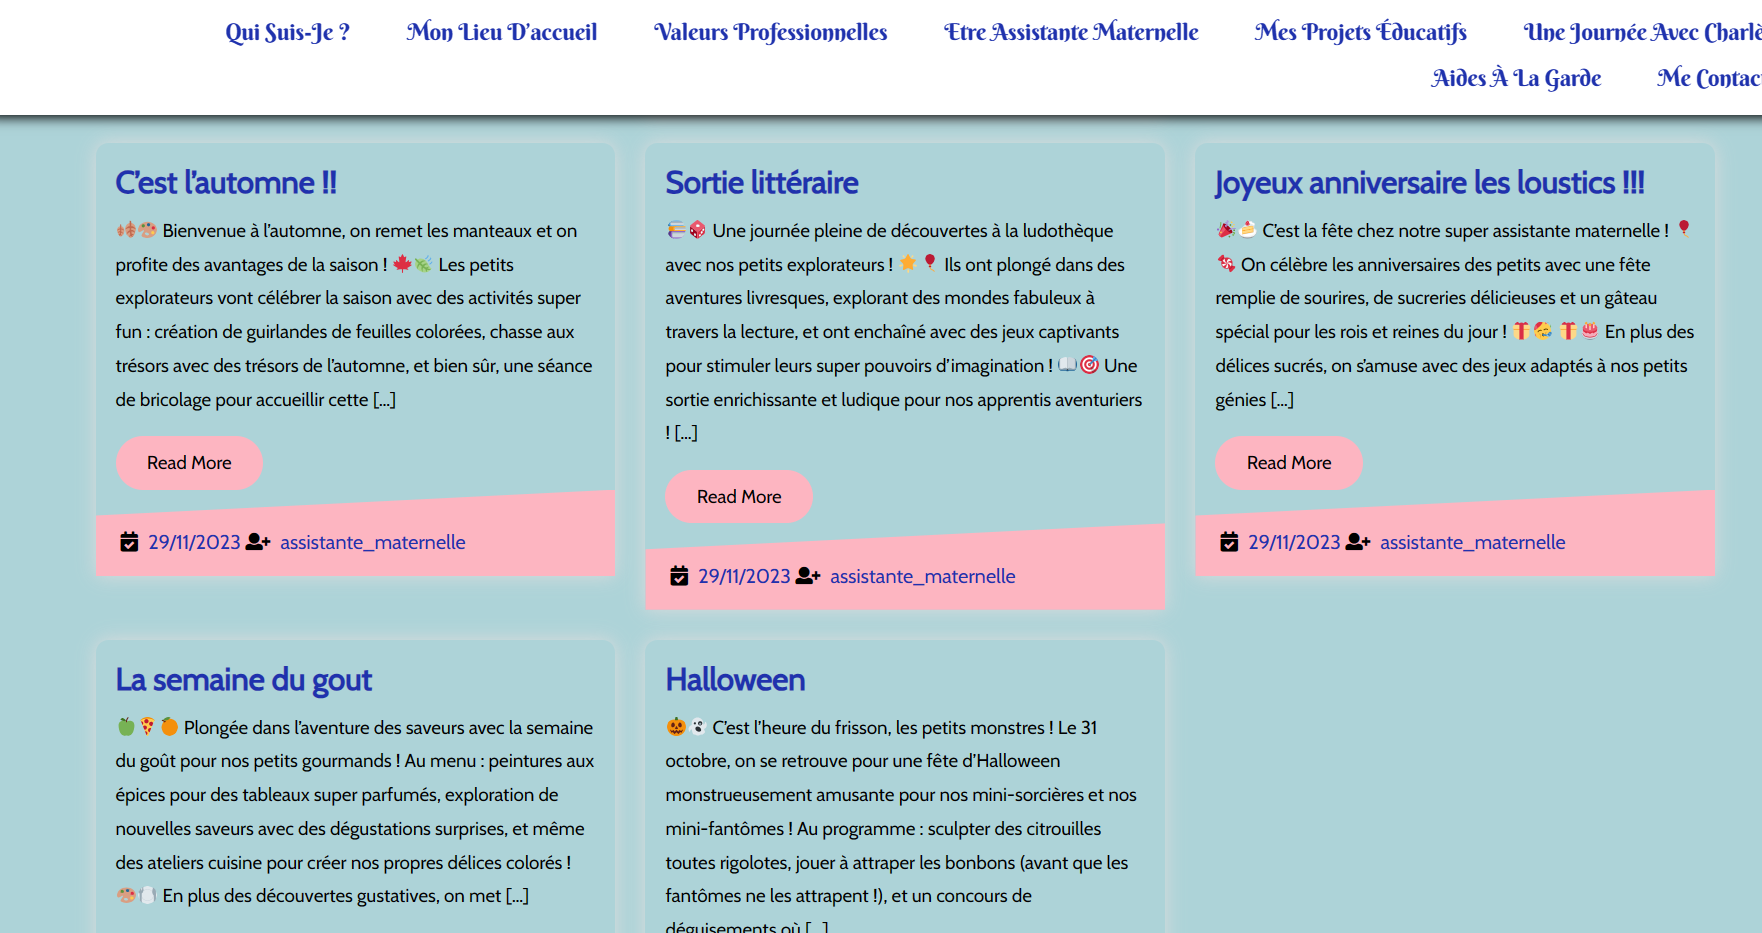 Qui Suis-Je ? Mon Lieu D'accueil Valeurs Professionnelles Etre Assistante Maternelle Mes Projets Éducatifs Une Journée Avec
Aides À La Garde Me
C'est l'automne !!
🍂🎨 Bienvenue à l'automne, on remet les manteaux et on
profite des avantages de la saison ! 🍁🌿 Les petits
explorateurs vont célébrer la saison avec des activités super
fun : création de guirlandes de feuilles colorées, chasse aux
trésors avec des trésors de l'automne, et bien sûr, une séance
de bricolage pour accueillir cette [...]
Read More
29/11/2023 assistante_maternelle
Sortie littéraire
📚🎲 Une journée pleine de découvertes à la ludothèque
avec nos petits explorateurs ! 🌟🎈 Ils ont plongé dans des
aventures livresques, explorant des mondes fabuleux à
travers la lecture, et ont enchaîné avec des jeux captivants
pour stimuler leurs super pouvoirs d'imagination ! 📖🎯 Une
sortie enrichissante et ludique pour nos apprentis aventuriers
! [...]
Read More
29/11/2023 assistante_maternelle
Joyeux anniversaire les loustics !!!
🎉🍰 C'est la fête chez notre super assistante maternelle ! 🎈
🍬 On célèbre les anniversaires des petits avec une fête
remplie de sourires, de sucreries délicieuses et un gâteau
spécial pour les rois et reines du jour ! 🎁🥳 🎁🎂 En plus des
délices sucrés, on s'amuse avec des jeux adaptés à nos petits
génies [...]
Read More
29/11/2023 assistante_maternelle
La semaine du gout
🍏🍕🍊 Plongée dans l'aventure des saveurs avec la semaine
du goût pour nos petits gourmands ! Au menu : peintures aux
épices pour des tableaux super parfumés, exploration de
nouvelles saveurs avec des dégustations surprises, et même
des ateliers cuisine pour créer nos propres délices colorés !
🎨 En plus des découvertes gustatives, on met [...]
Halloween
🎃👻 C'est l'heure du frisson, les petits monstres ! Le 31
octobre, on se retrouve pour une fête d'Halloween
monstrueusement amusante pour nos mini-sorcières et nos
mini-fantômes ! Au programme : sculpter des citrouilles
toutes rigolotes, jouer à attraper les bonbons (avant que les
fantômes ne les attrapent !), et un concours de
déguisements où [...]